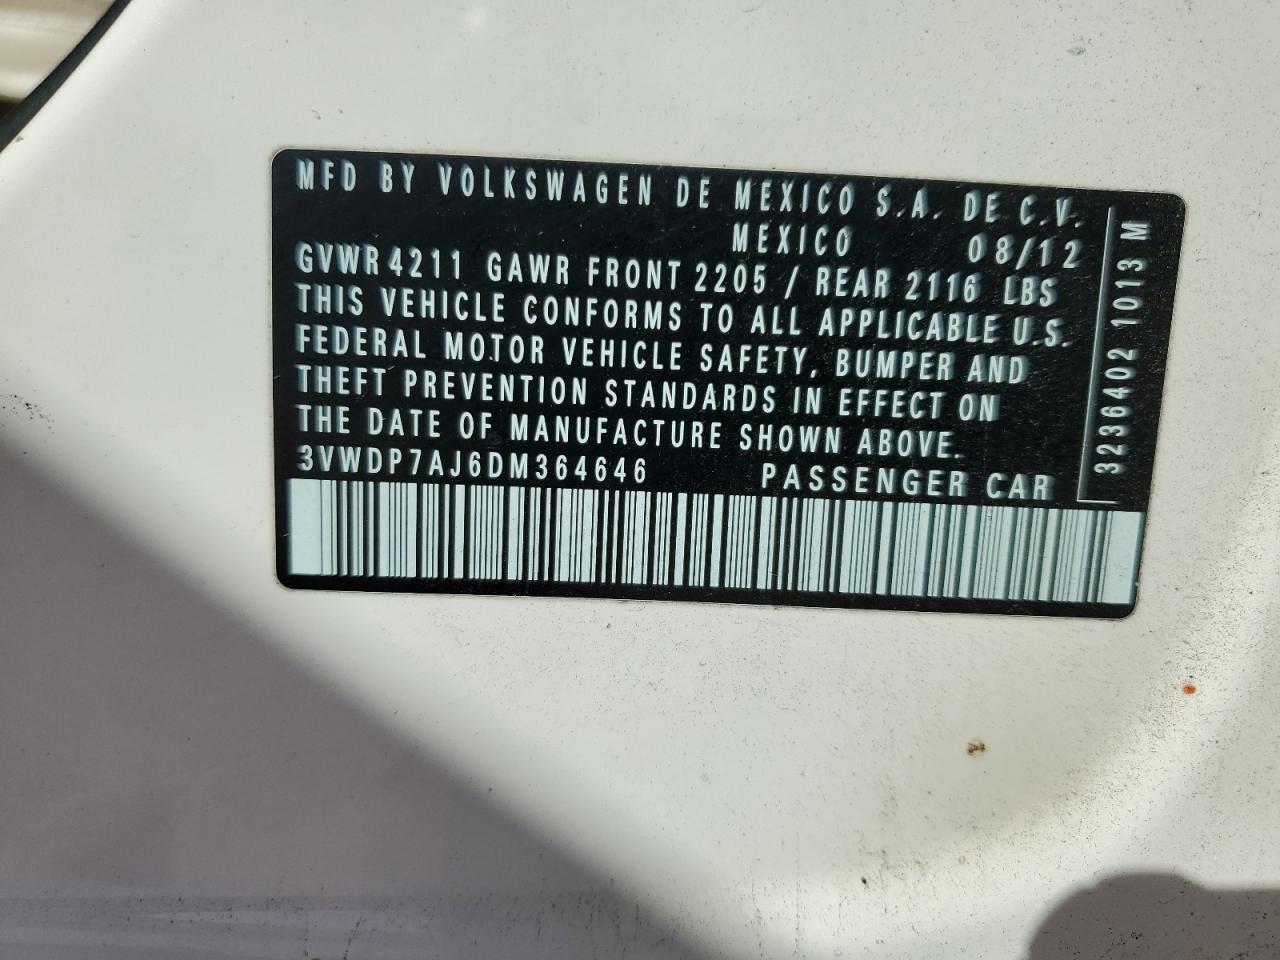 MFD BY VOLKSWAGEN DE MEXICO S.A. DE C.V.
MEXICO 08/12
GVWR 4211 GAWR FRONT 2205 / REAR 2116 LBS
THIS VEHICLE CONFORMS TO ALL APPLICABLE U.S.
FEDERAL MOTOR VEHICLE SAFETY, BUMPER AND
THEFT PREVENTION STANDARDS IN EFFECT ON
THE DATE OF MANUFACTURE SHOWN ABOVE.
3VWDP7AJ6DM364646 PASSENGER CAR
3236402 1013 M